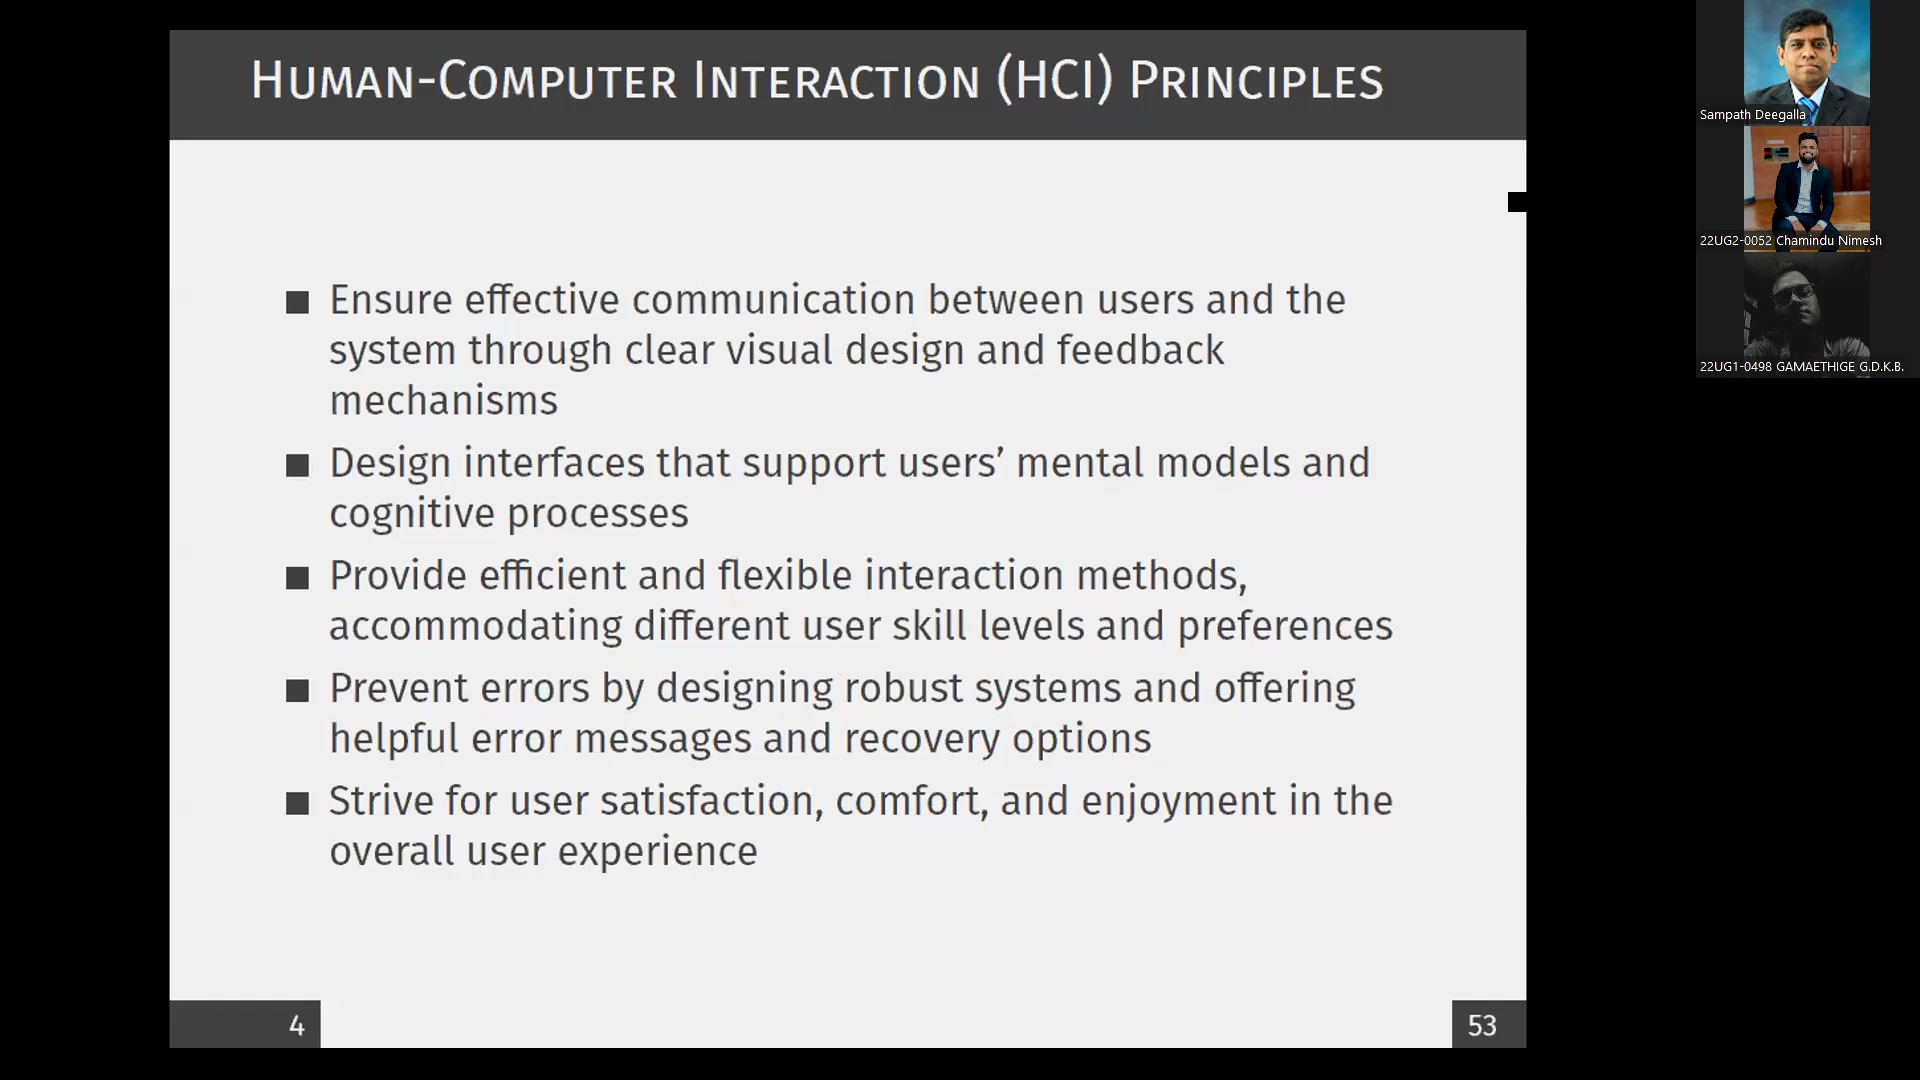 Human-Computer Interaction (HCI) Principles
■ Ensure effective communication between users and the
system through clear visual design and feedback
mechanisms
■ Design interfaces that support users’ mental models and
cognitive processes
■ Provide efficient and flexible interaction methods,
accommodating different user skill levels and preferences
■ Prevent errors by designing robust systems and offering
helpful error messages and recovery options
■ Strive for user satisfaction, comfort, and enjoyment in the
overall user experience
4
53
Sampath Deegalla
22UG2-0052 Chamindu Nimesh
22UG1-0498 GAMAETHIGE G.D.K.B.